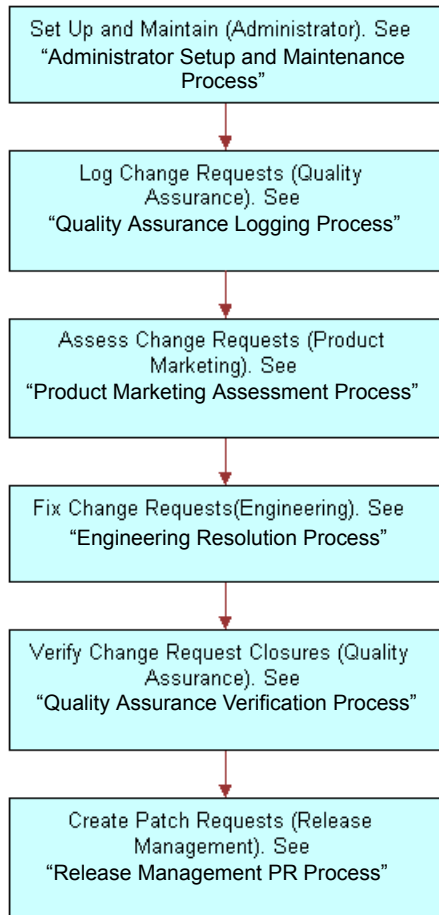 Set Up and Maintain (Administrator). See
“Administrator Setup and Maintenance
Process”
Log Change Requests (Quality
Assurance). See
“Quality Assurance Logging Process”
Assess Change Requests (Product
Marketing). See
“Product Marketing Assessment Process”
Fix Change Requests(Engineering). See
“Engineering Resolution Process”
Verify Change Request Closures (Quality
Assurance). See
“Quality Assurance Verification Process”
Create Patch Requests (Release
Management). See
“Release Management PR Process”